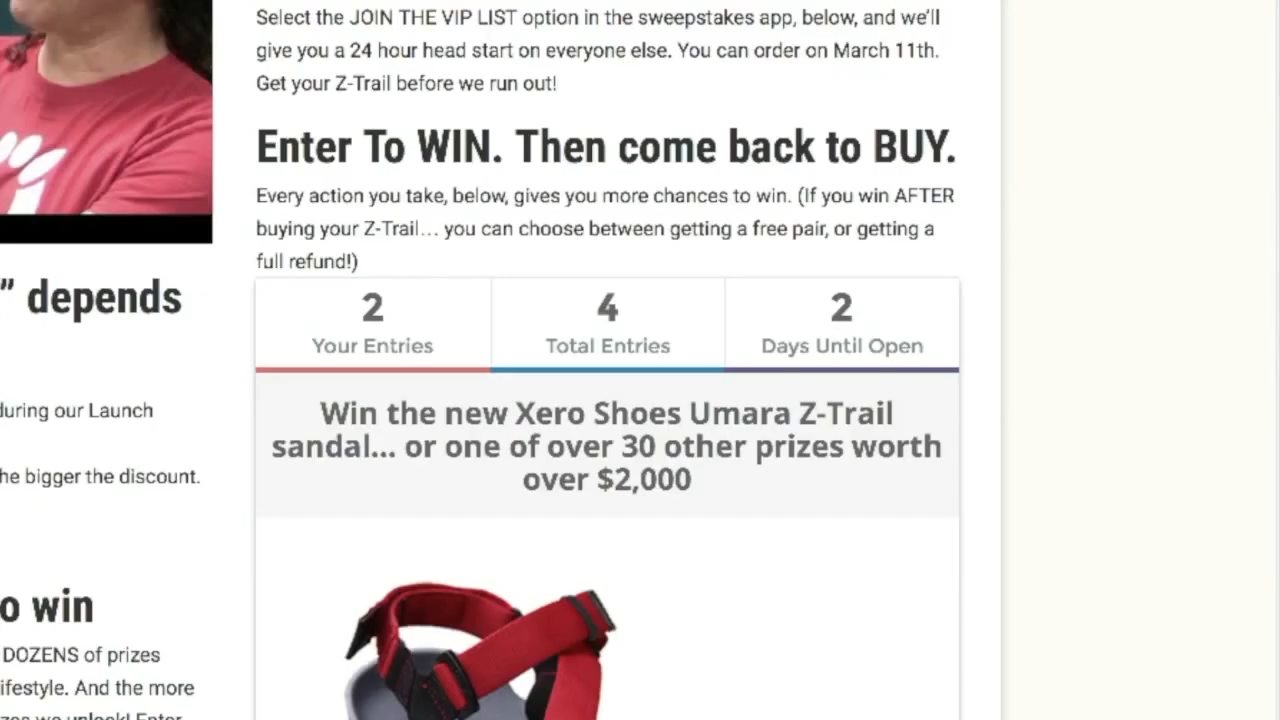 Select the JOIN THE VIP LIST option in the sweepstakes app, below, and we'll
give you a 24 hour head start on everyone else. You can order on March 11th.
Get your Z-Trail before we run out!
Enter To WIN. Then come back to BUY.
Every action you take, below, gives you more chances to win. (If you win AFTER
buying your Z-Trail... you can choose between getting a free pair, or getting a
full refund!)
2
Your Entries
4
Total Entries
2
Days Until Open
Win the new Xero Shoes Umara Z-Trail
sandal... or one of over 30 other prizes worth
over $2,000
" depends
during our Launch
he bigger the discount.
o win
DOZENS of prizes
ifestyle. And the more
zes we unlock! Enter